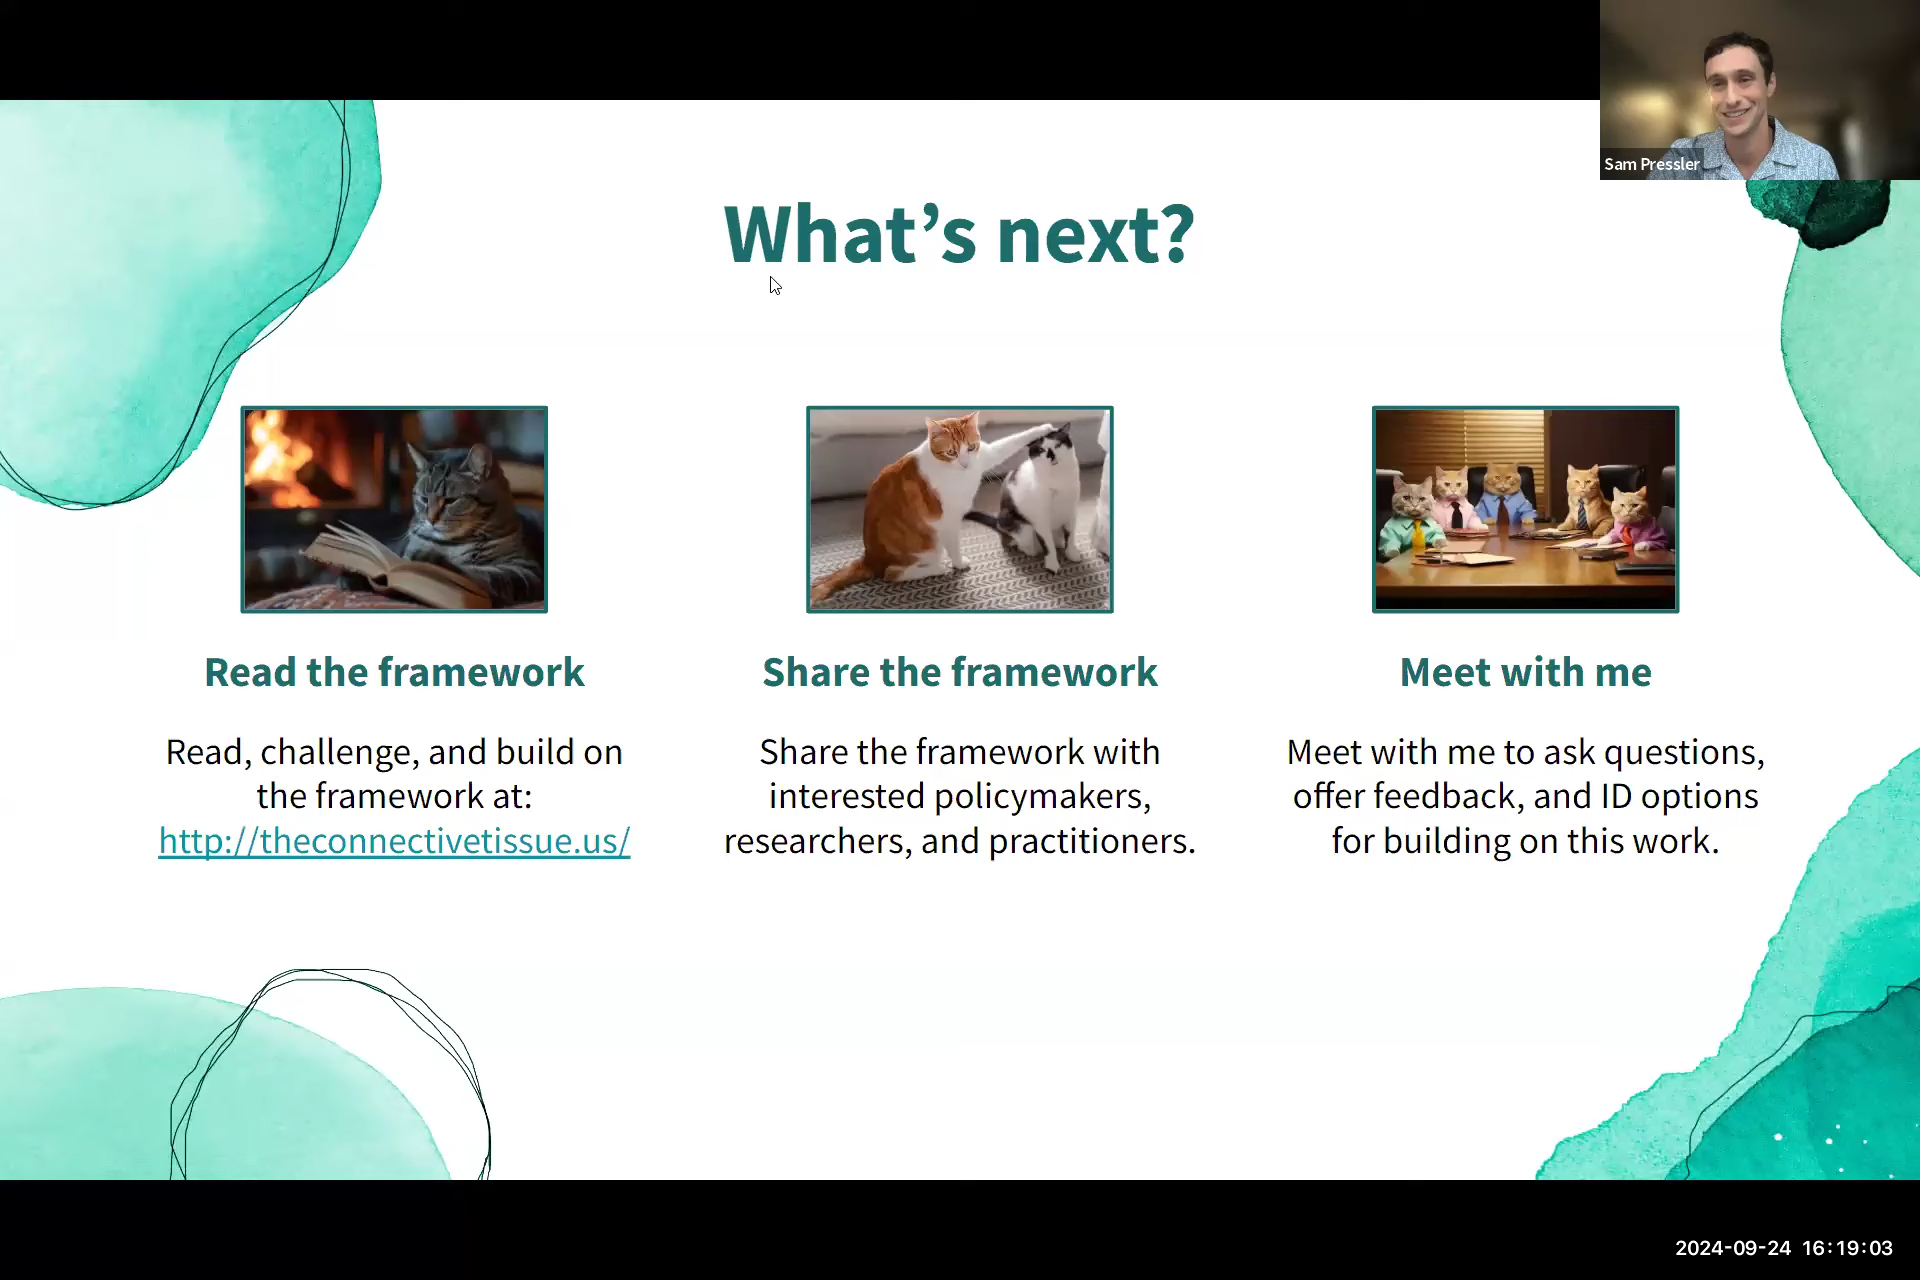 Sam Pressler
What’s next?
Read the framework
Read, challenge, and build on
the framework at:
http://theconnectivetissue.us/
Share the framework
Share the framework with
interested policymakers,
researchers, and practitioners.
Meet with me
Meet with me to ask questions,
offer feedback, and ID options
for building on this work.
2024-09-24 16:19:03